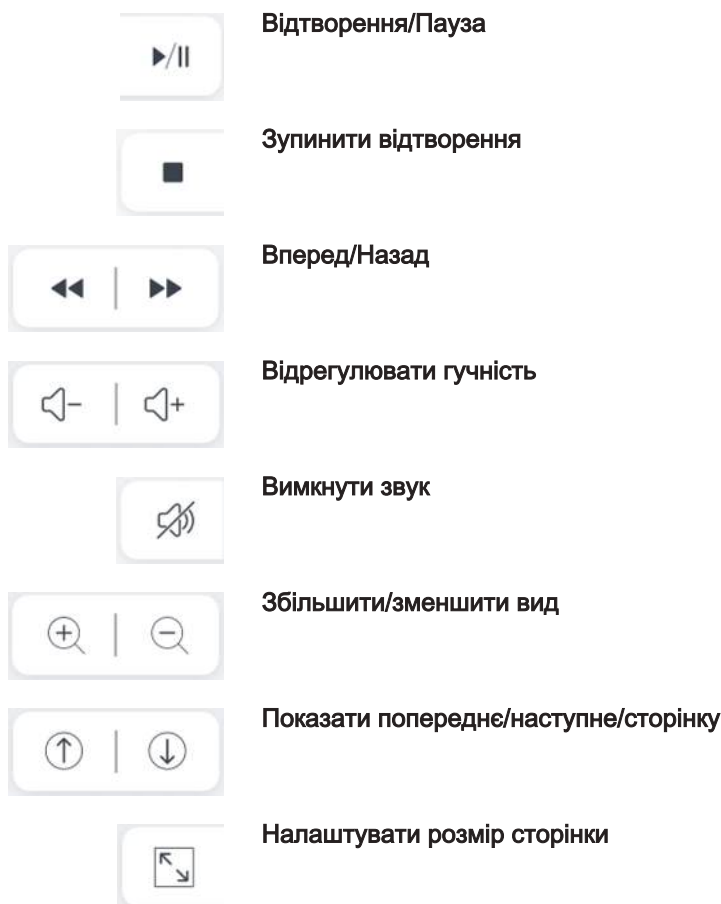 Відтворення/Пауза
Зупинити відтворення
Вперед/Назад
Відрегулювати гучність
Вимкнути звук
Збільшити/зменшити вид
Показати попереднє/наступне/сторінку
Налаштувати розмір сторінки